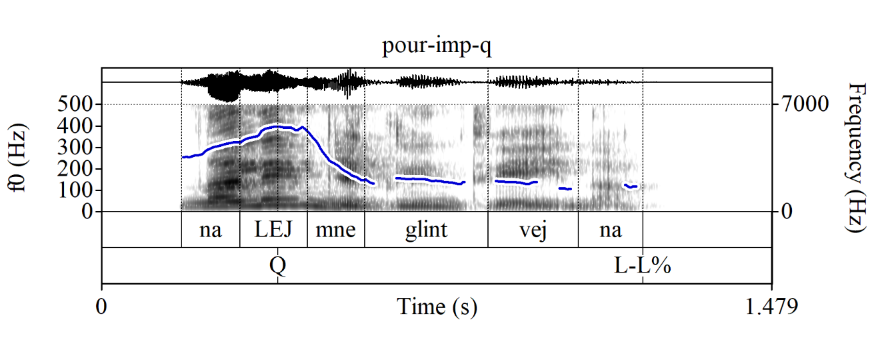 pour-imp-q
500
400
300
200
100
0
f0 (Hz)
7000
0
Frequency (Hz)
na LEJ mne glint vej na
Q L-L%
0 Time (s) 1.479